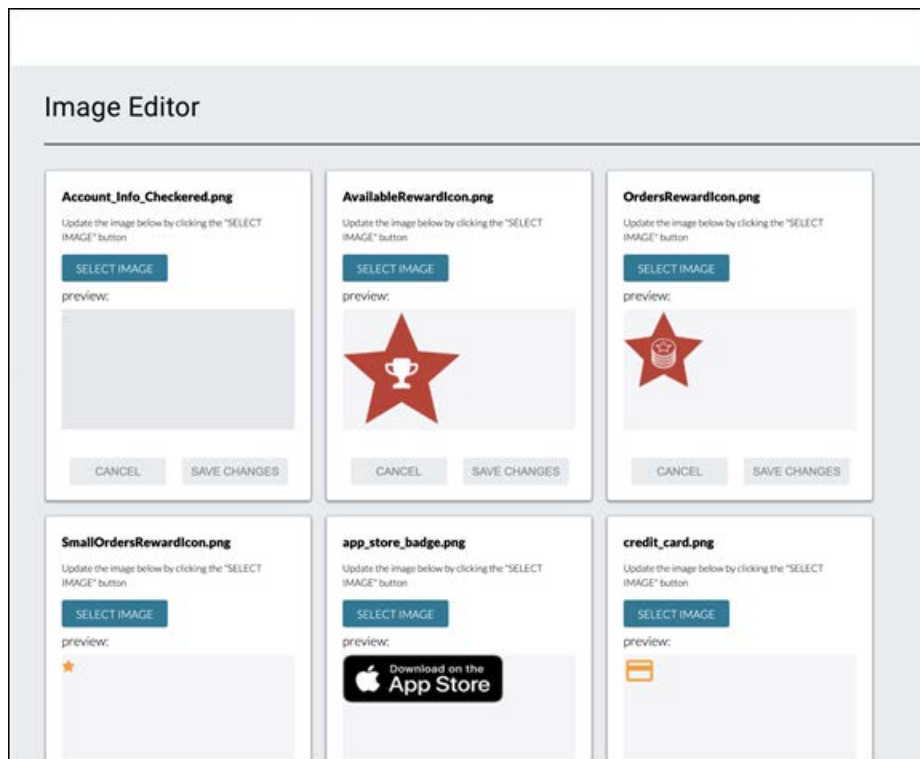 Image Editor
Account_Info_Checkered.png
Update the image below by clicking the "SELECT
IMAGE" button
SELECT IMAGE
preview:
CANCEL
SAVE CHANGES
AvailableRewardIcon.png
Update the image below by clicking the "SELECT
IMAGE" button
SELECT IMAGE
preview:
CANCEL
SAVE CHANGES
OrdersRewardIcon.png
Update the image below by clicking the "SELECT
IMAGE" button
SELECT IMAGE
preview:
CANCEL
SAVE CHANGES
SmallOrdersRewardIcon.png
Update the image below by clicking the "SELECT
IMAGE" button
SELECT IMAGE
preview:
app_store_badge.png
Update the image below by clicking the "SELECT
IMAGE" button
SELECT IMAGE
preview:
Download on the
App Store
credit_card.png
Update the image below by clicking the "SELECT
IMAGE" button
SELECT IMAGE
preview: